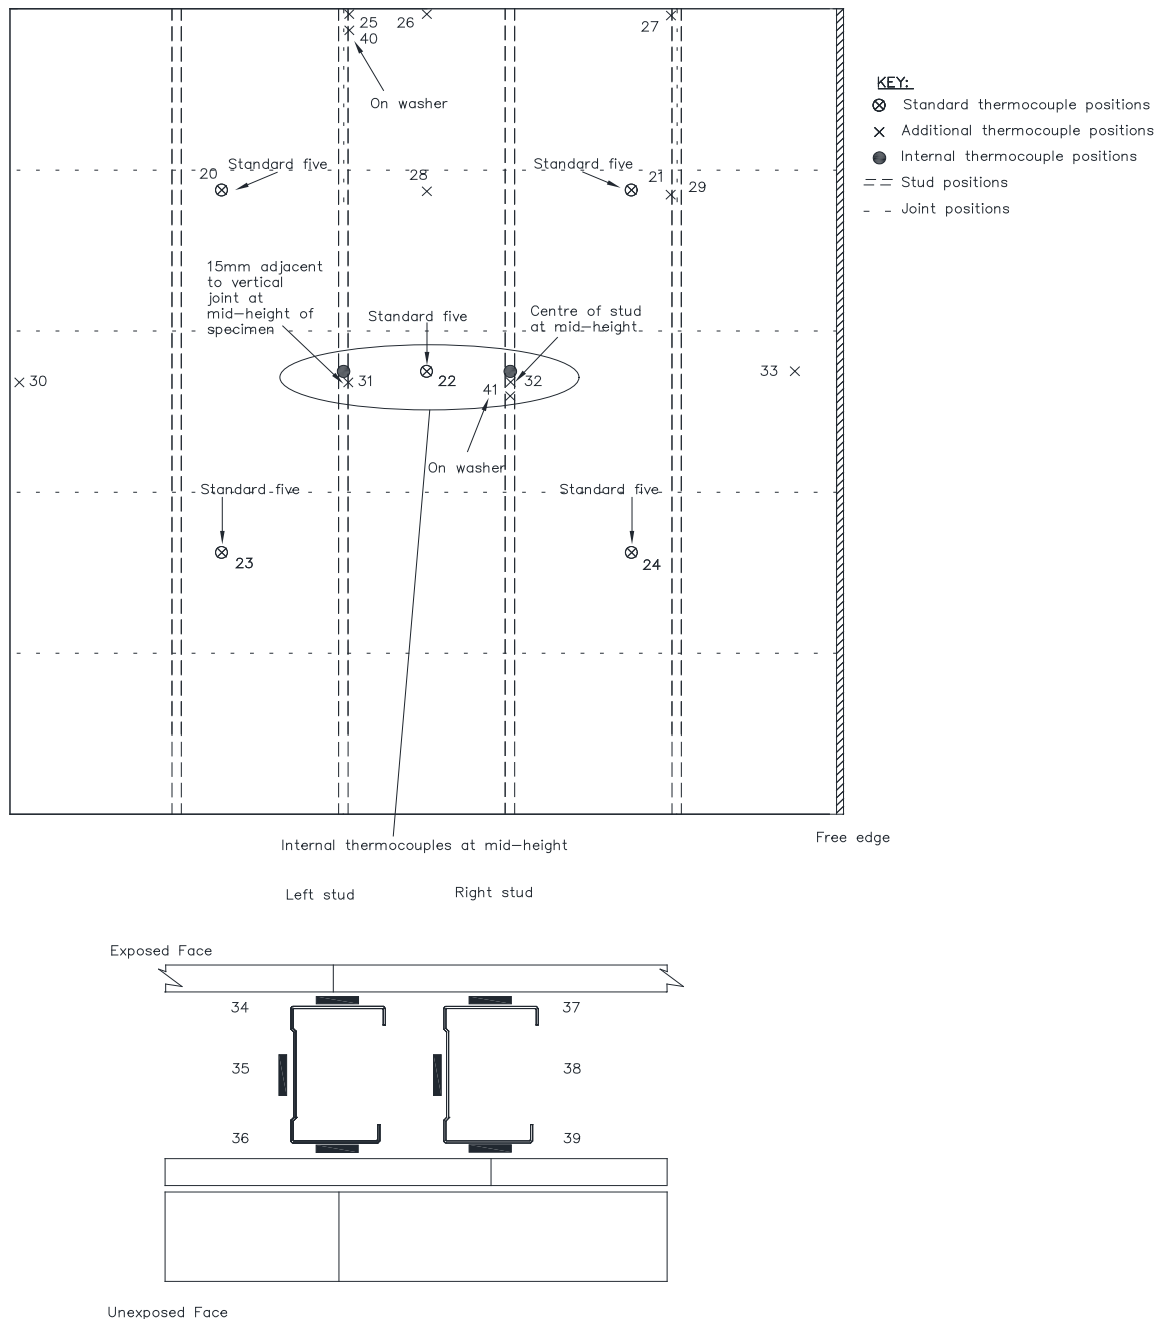 25
26
27
40
On washer
KEY:
Standard thermocouple positions
Additional thermocouple positions
Internal thermocouple positions
Stud positions
Joint positions
Standard five
20
28
Standard five
21
29
15mm adjacent
to vertical
joint at
mid-height of
specimen
Standard five
Centre of stud
at mid-height
30
31
22
32
41
33
On washer
Standard five
Standard five
23
24
Free edge
Internal thermocouples at mid-height
Left stud
Right stud
Exposed Face
34
37
35
38
36
39
Unexposed Face